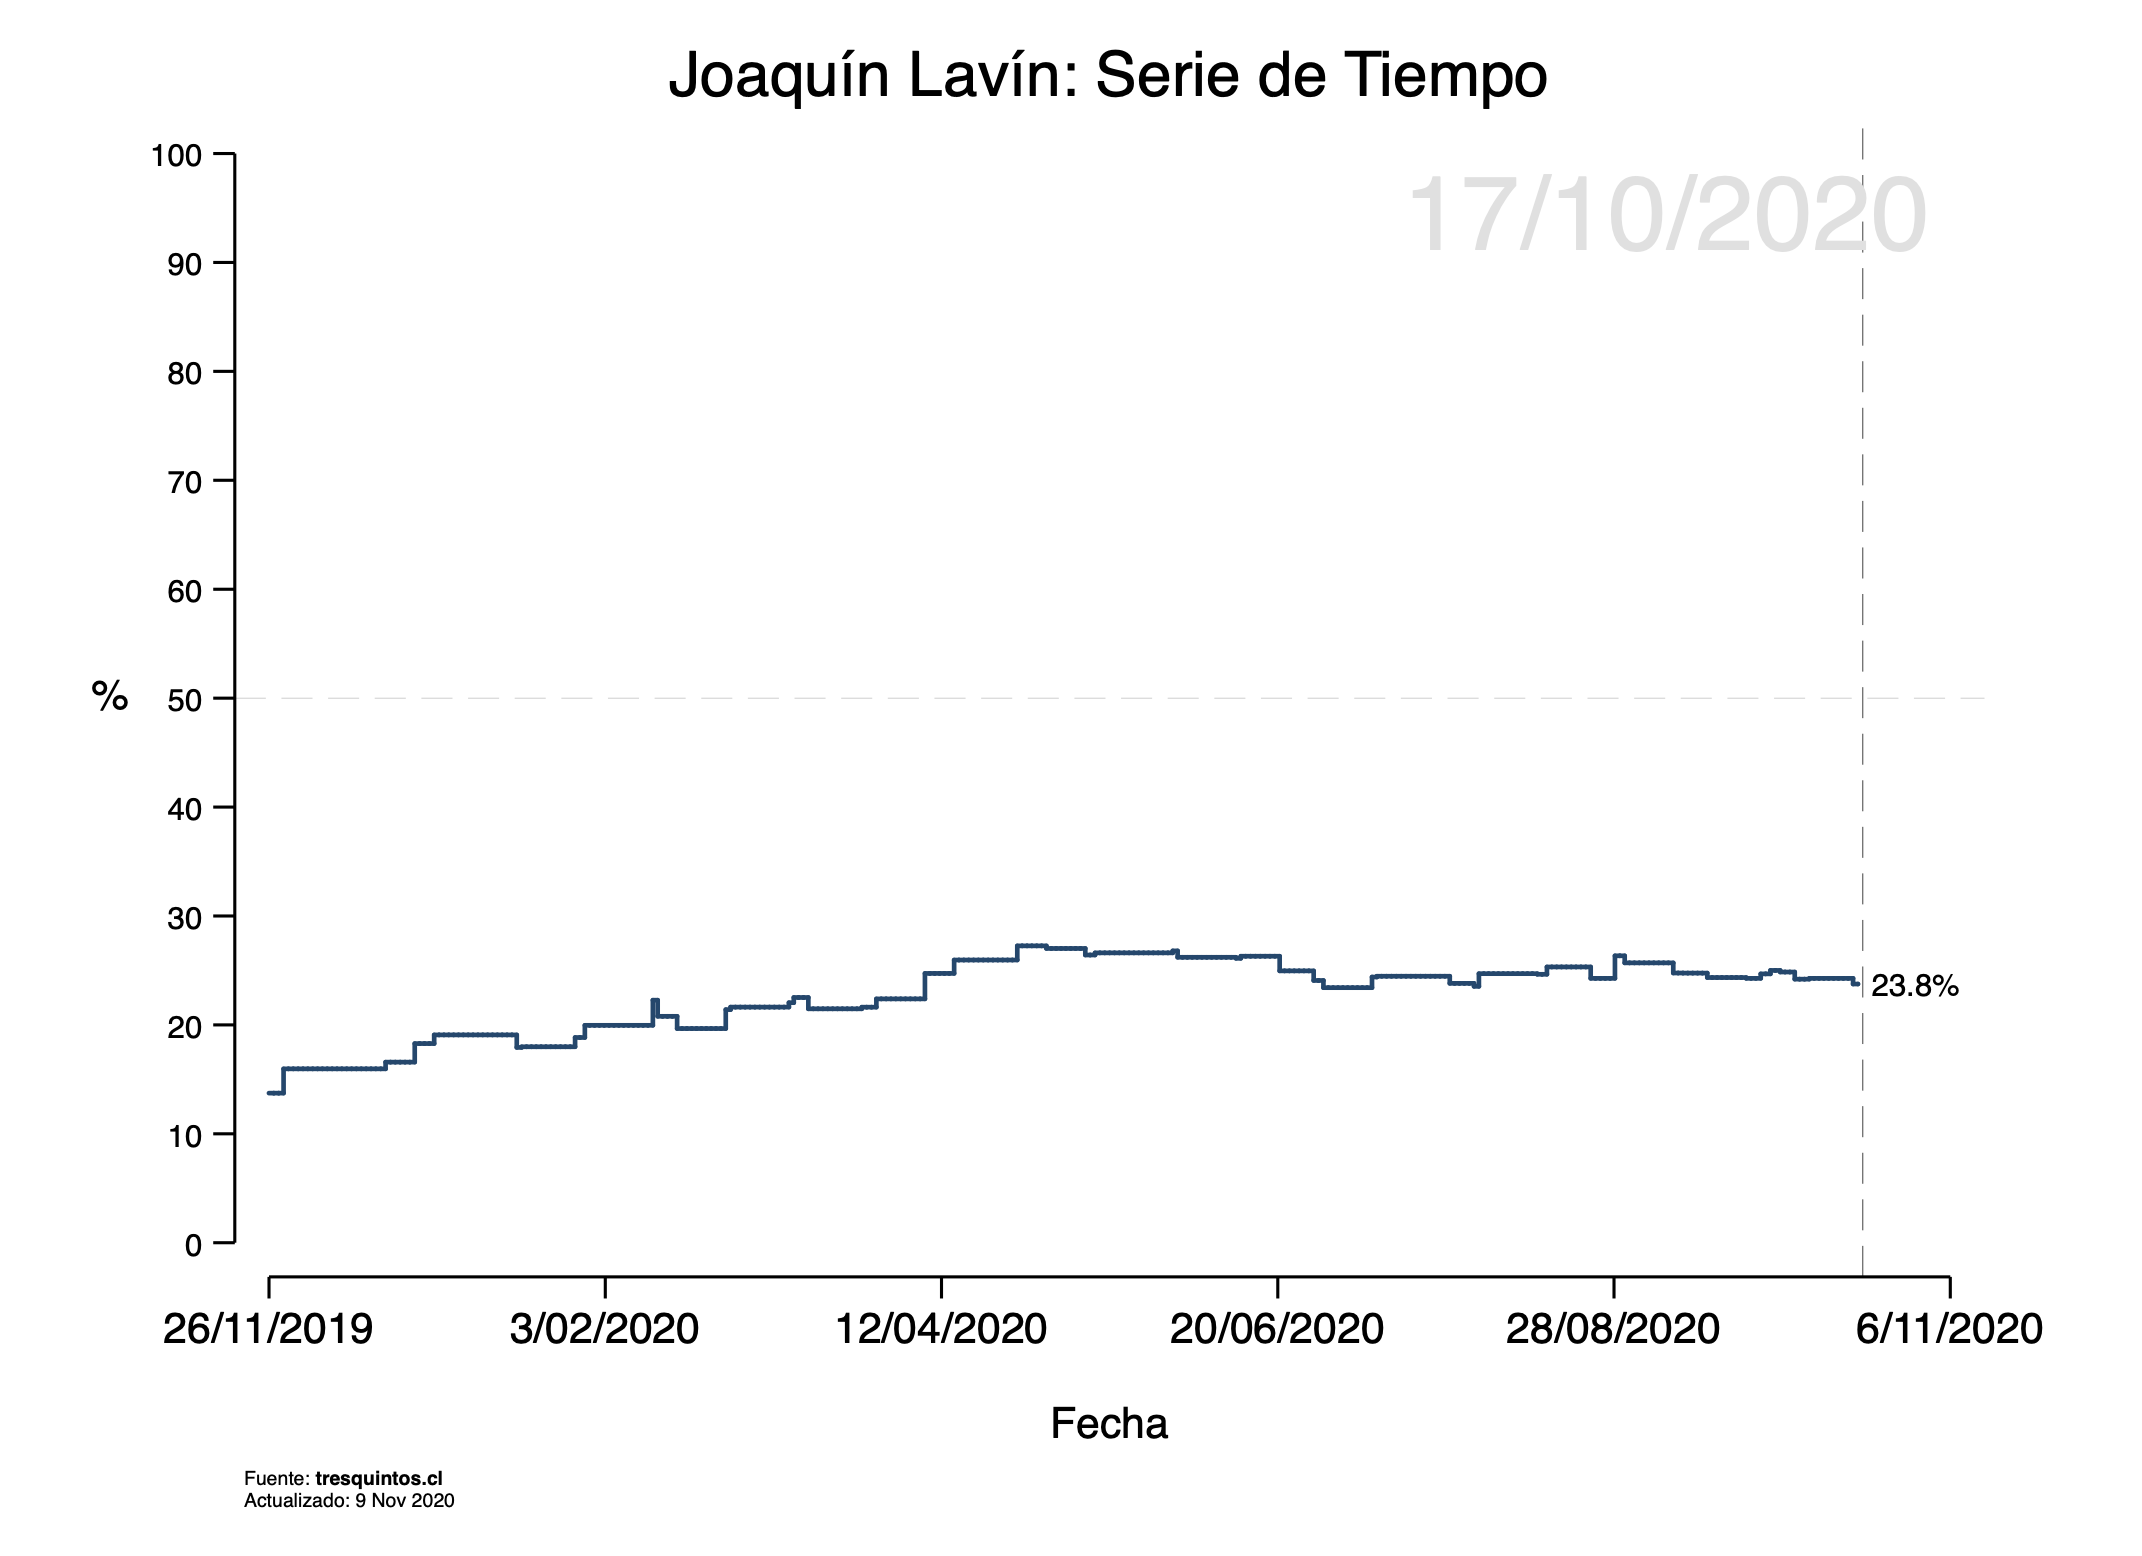 Joaquín Lavín: Serie de Tiempo
17/10/2020
100
90
80
70
60
%
50
40
30
20
10
0
23.8%
26/11/2019 3/02/2020 12/04/2020 20/06/2020 28/08/2020 6/11/2020
Fecha
Fuente: tresquintos.cl
Actualizado: 9 Nov 2020